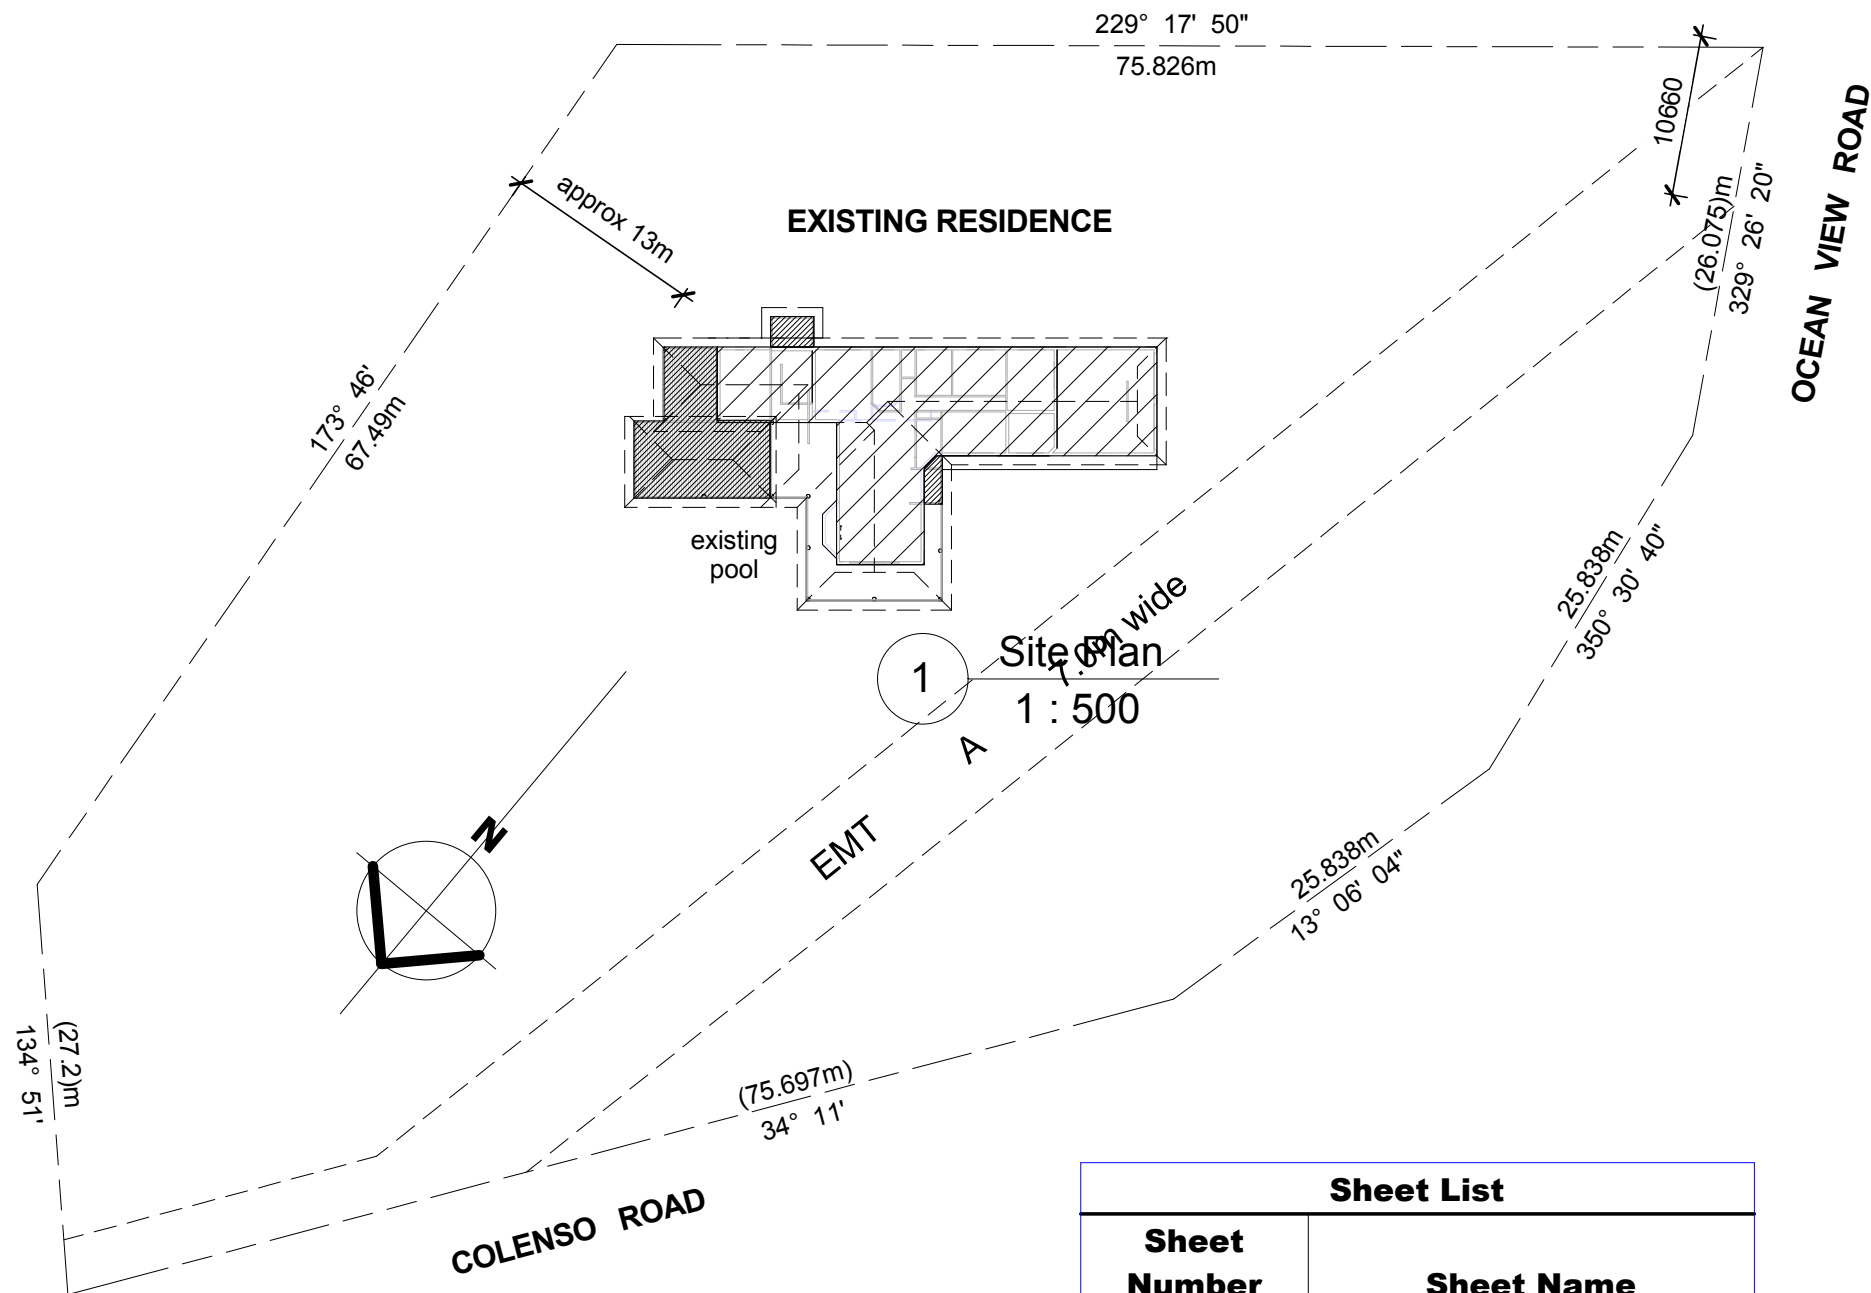 229° 17' 50"
75.826m
10660
OCEAN VIEW ROAD
(26.075)m
329° 26' 20"
approx 13m
EXISTING RESIDENCE
173° 46'
67.49m
existing
pool
25.838m
350° 30' 40"
7.0m wide
1
Site Plan
1 : 500
A
EMT
N
25.838m
13° 06' 04"
(27.2)m
134° 51'
(75.697m)
34° 11'
COLENSO ROAD
Sheet List
Sheet
Number
Sheet Name